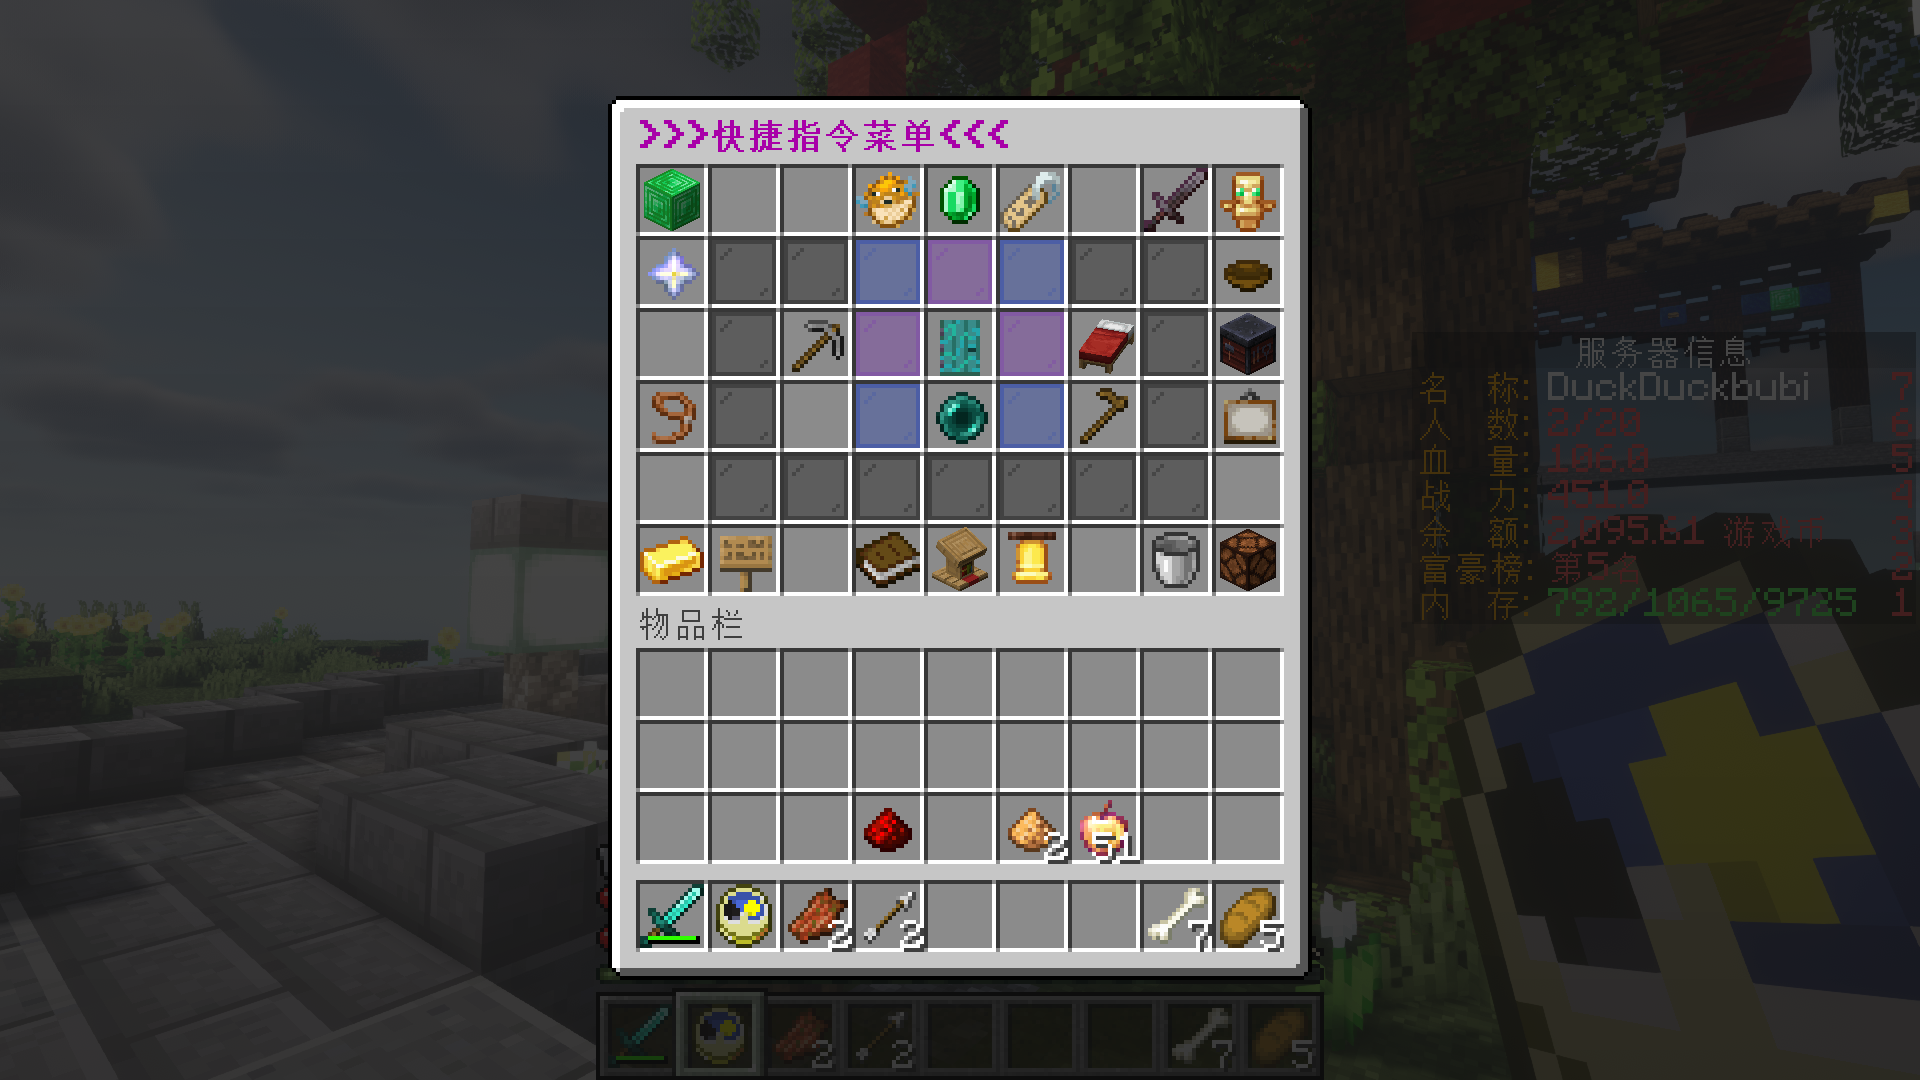 >>>快捷指令菜单<<<
服务器信息
名 称: DuckDuckbubi 7
人 数: 2/20 6
血 量: 106.0 5
战 力: 451.0 4
余 额: 2,095.61 游戏币 3
富豪榜: 第5名 2
内 存: 792/1065/9725 1
物品栏
2
51
2
2
7
5
2
2
7
5